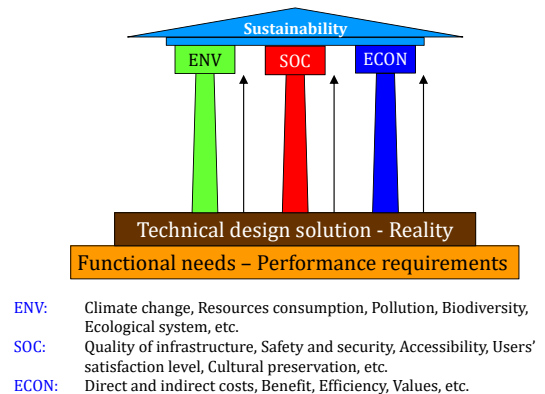 Sustainability
ENV SOC ECON
Technical design solution - Reality
Functional needs – Performance requirements
ENV: Climate change, Resources consumption, Pollution, Biodiversity,
Ecological system, etc.
SOC: Quality of infrastructure, Safety and security, Accessibility, Users'
satisfaction level, Cultural preservation, etc.
ECON: Direct and indirect costs, Benefit, Efficiency, Values, etc.